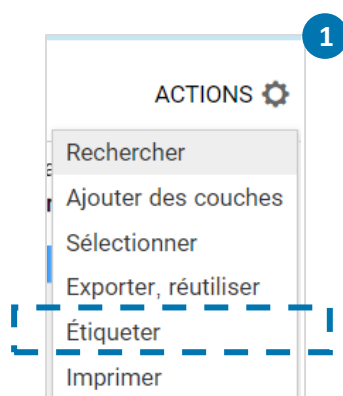 1
ACTIONS
Rechercher
Ajouter des couches
Sélectionner
Exporter, réutiliser
Étiqueter
Imprimer